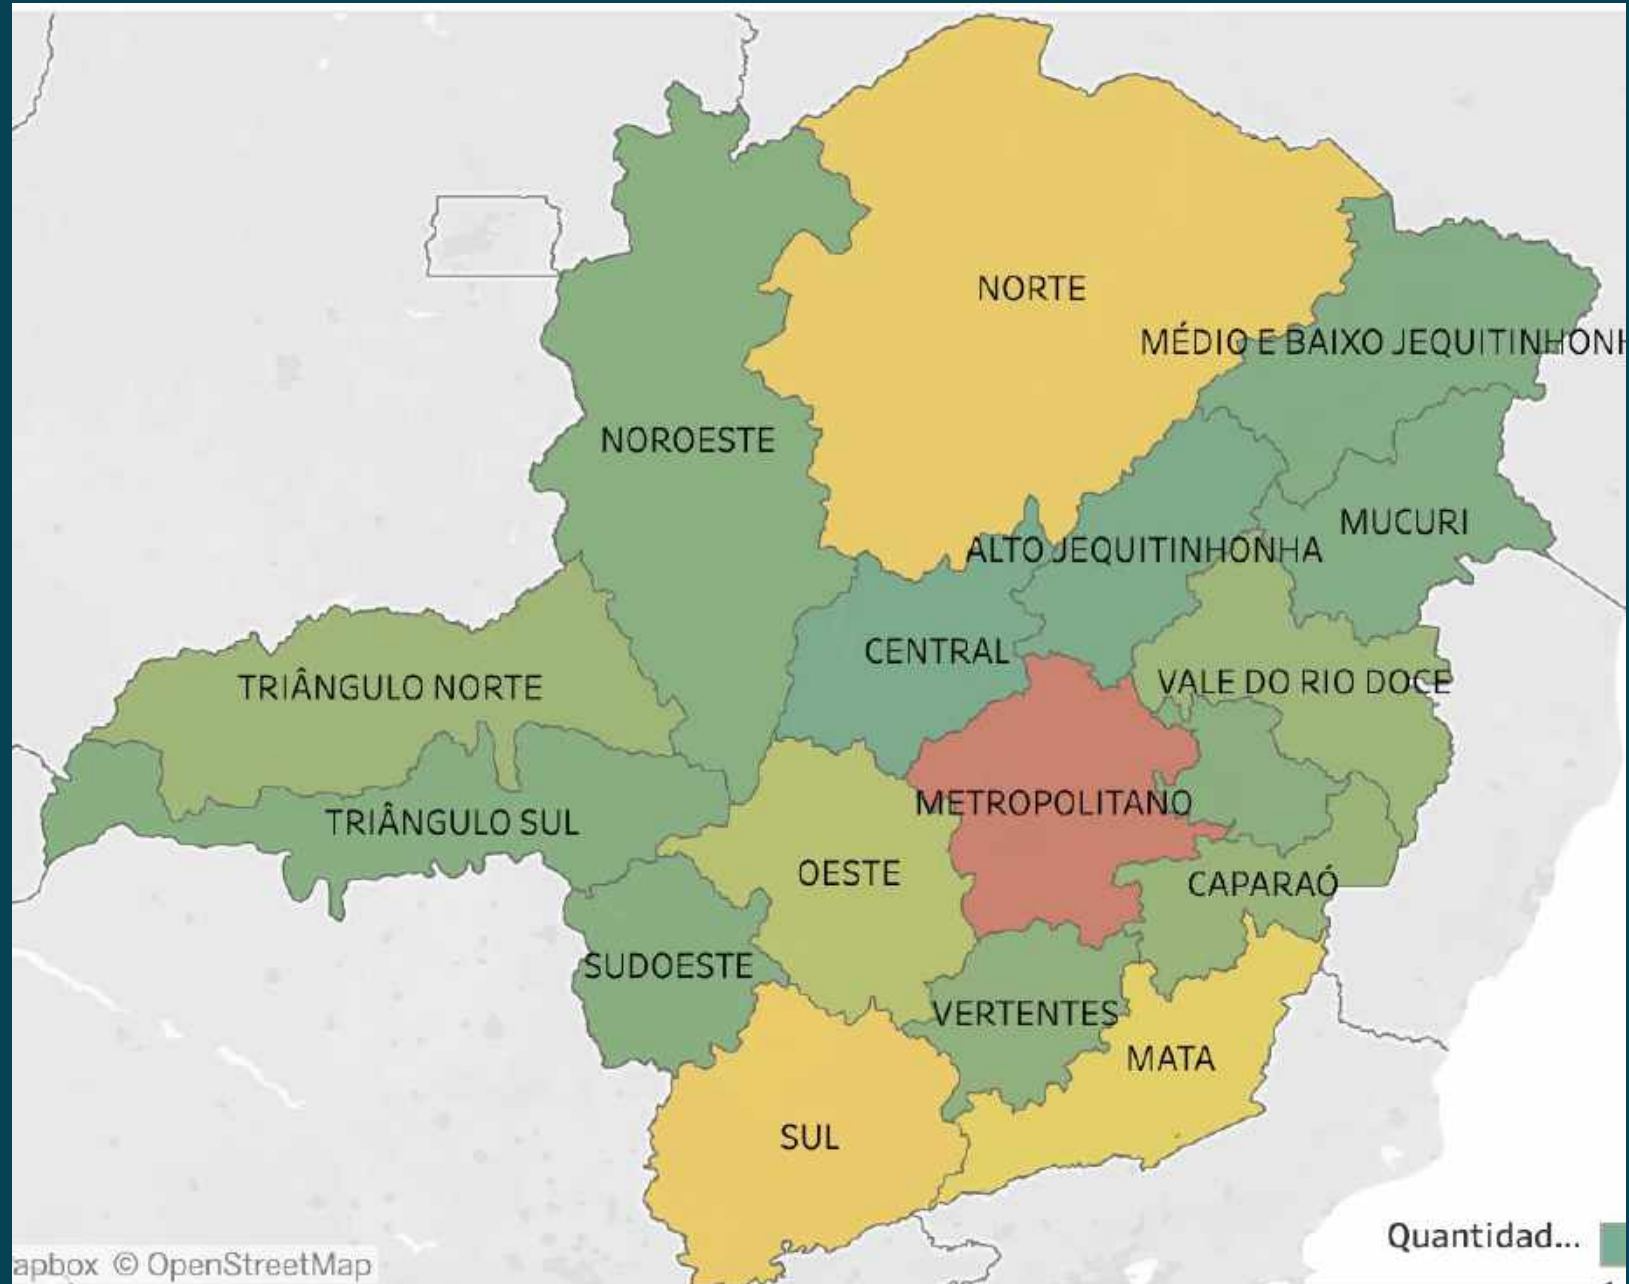 NORTE
MÉDIO E BAIXO JEQUITINHON
NOROESTE
MUCURI
ALTO JEQUITINHONHA
CENTRAL
VALE DO RIO DOCE
TRIÂNGULO NORTE
METROPOLITANO
TRIÂNGULO SUL
OESTE
CAPARAÓ
SUDOESTE
VERTENTES
MATA
SUL
Quantidad...
apbox © OpenStreetMap